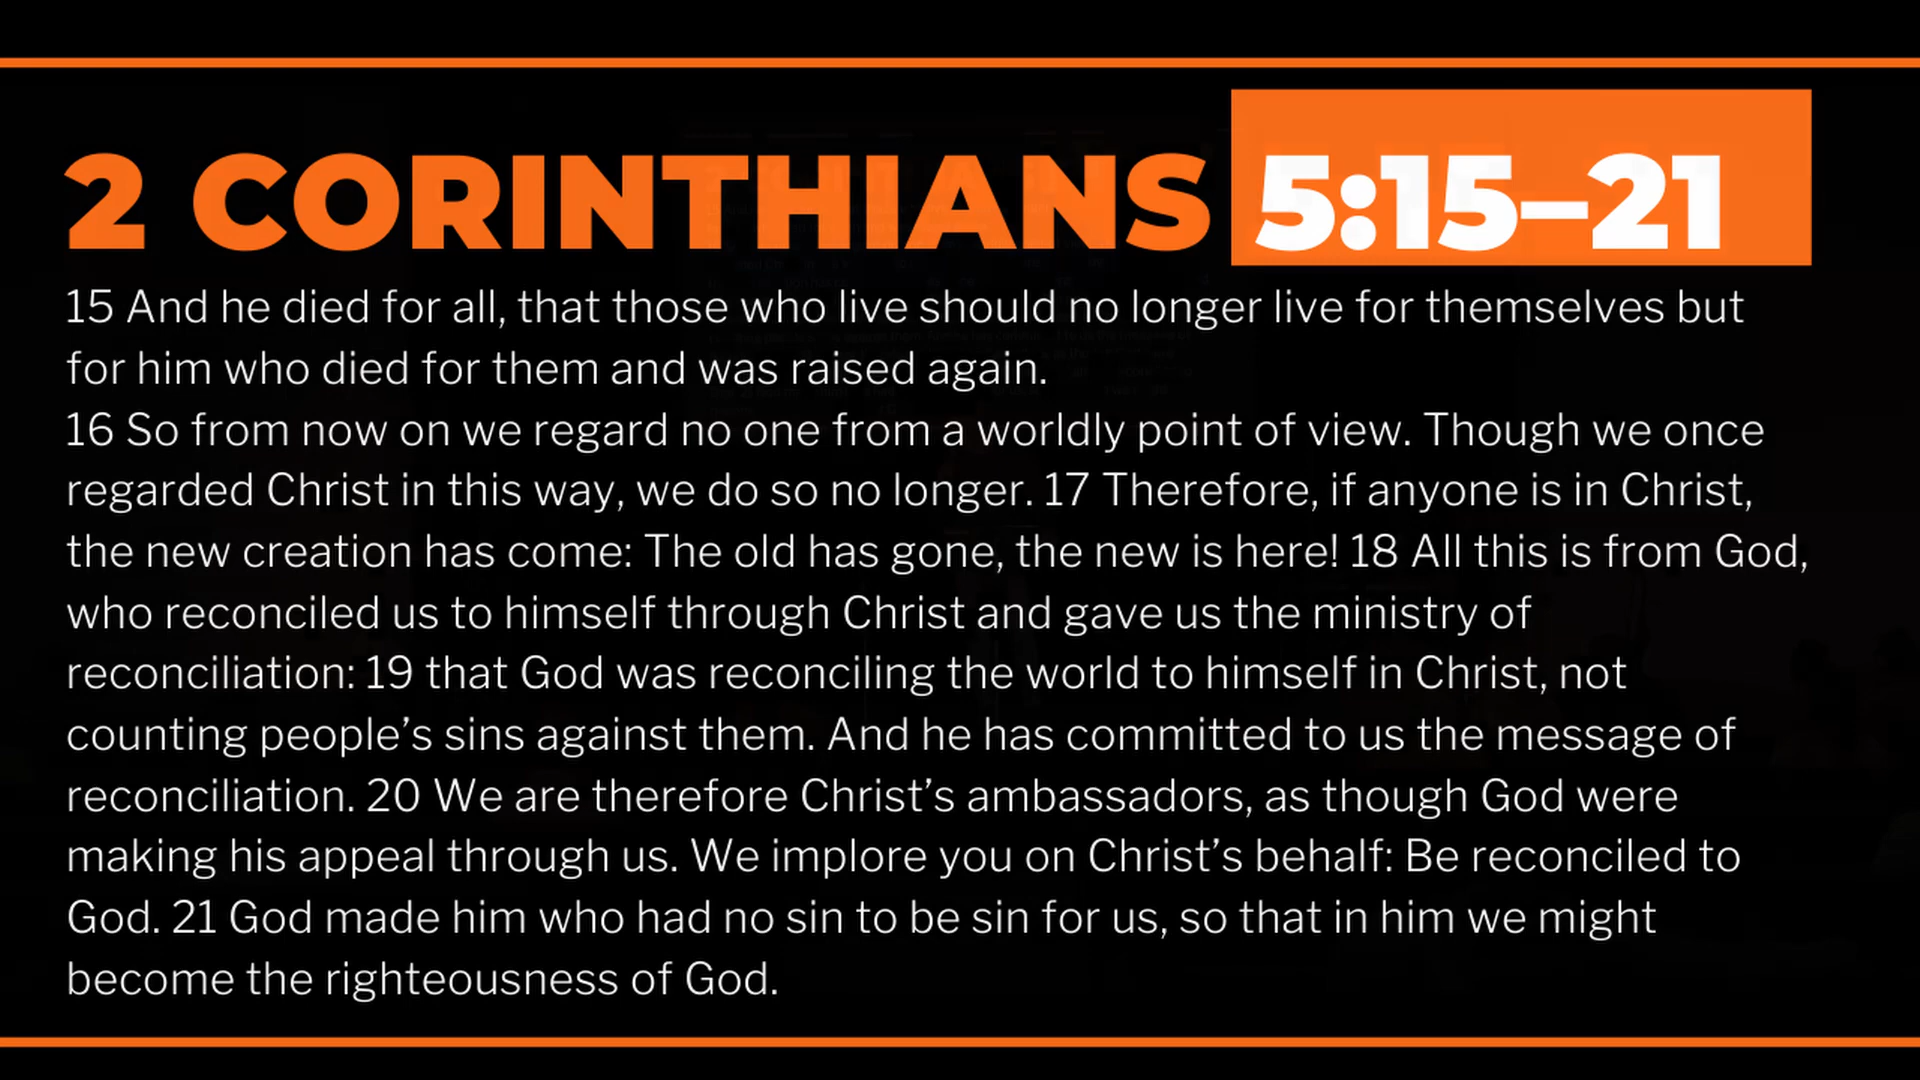 2 CORINTHIANS 5:15–21
15 And he died for all, that those who live should no longer live for themselves but
for him who died for them and was raised again.
16 So from now on we regard no one from a worldly point of view. Though we once
regarded Christ in this way, we do so no longer. 17 Therefore, if anyone is in Christ,
the new creation has come: The old has gone, the new is here! 18 All this is from God,
who reconciled us to himself through Christ and gave us the ministry of
reconciliation: 19 that God was reconciling the world to himself in Christ, not
counting people’s sins against them. And he has committed to us the message of
reconciliation. 20 We are therefore Christ’s ambassadors, as though God were
making his appeal through us. We implore you on Christ’s behalf: Be reconciled to
God. 21 God made him who had no sin to be sin for us, so that in him we might
become the righteousness of God.